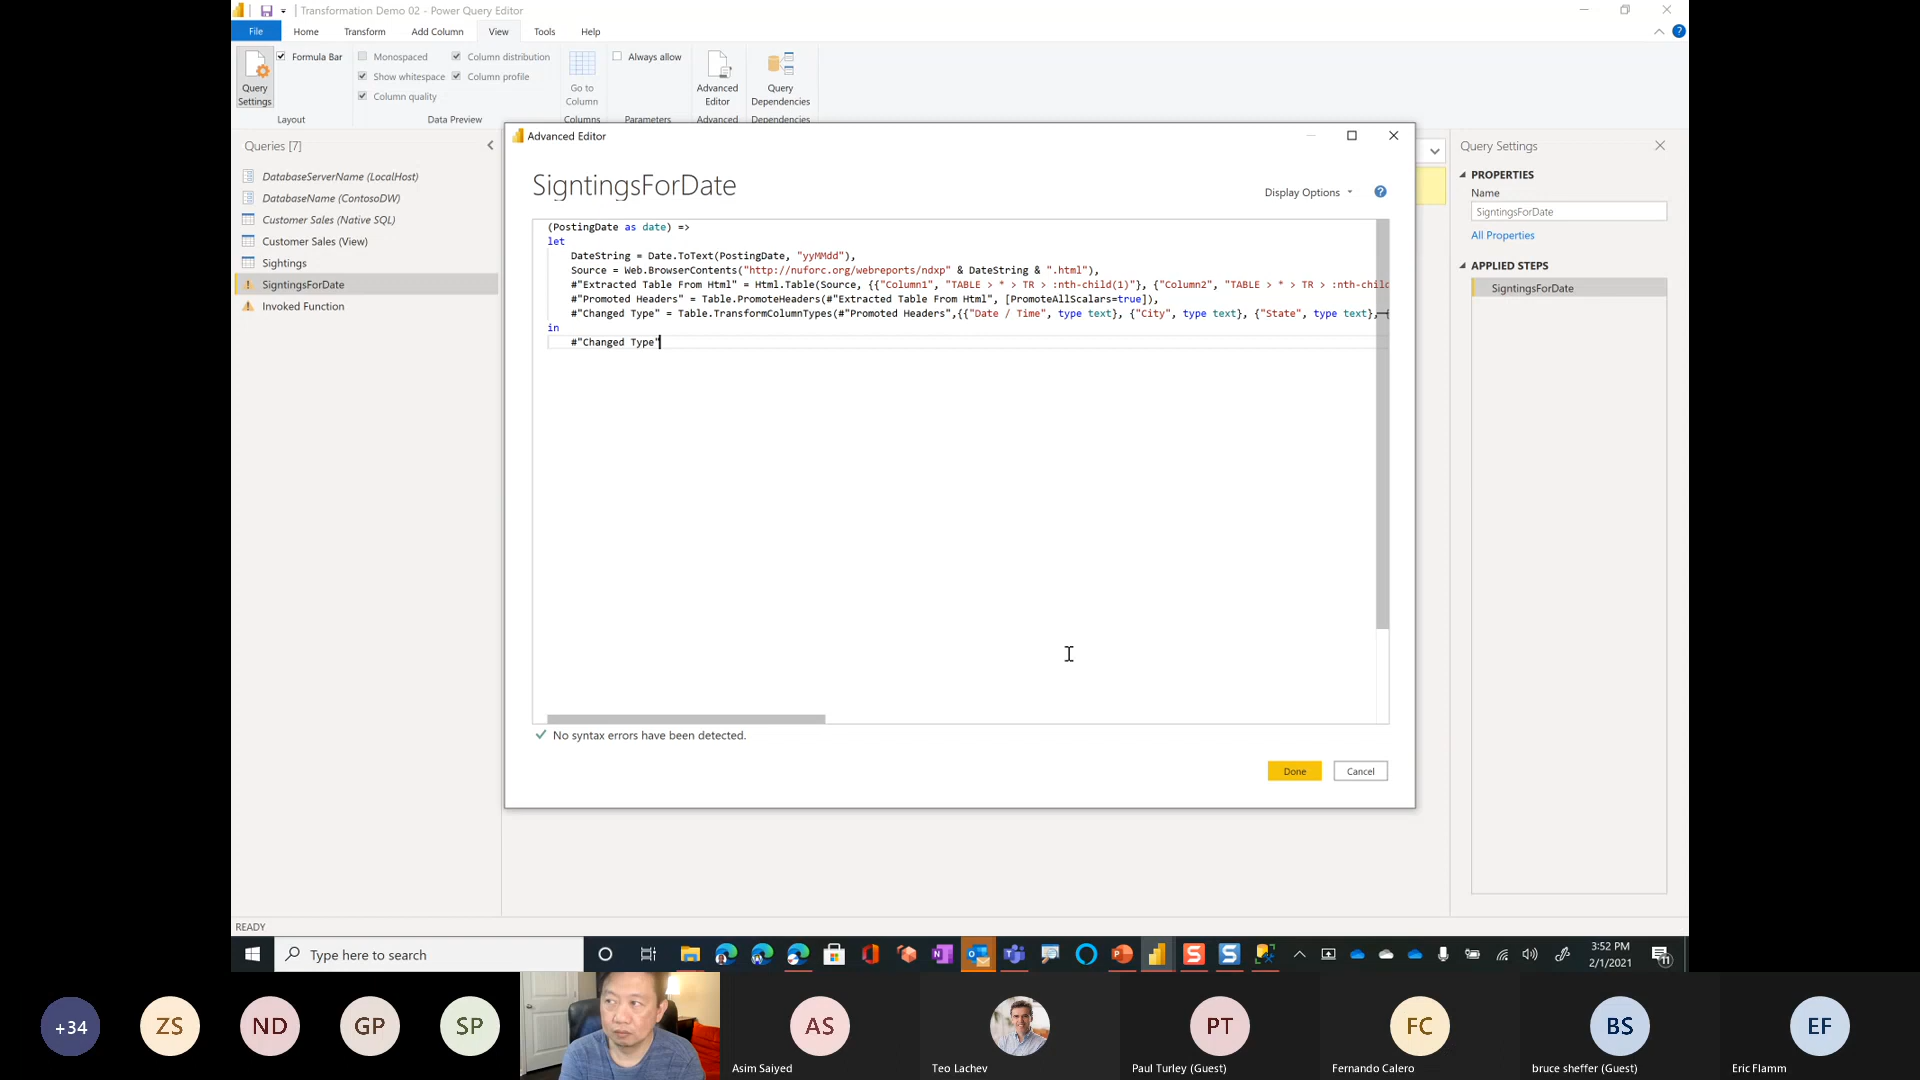 Transformation Demo 02 - Power Query Editor
File Home Transform Add Column View Tools Help
Query Settings
Formula Bar
Layout
Monospaced
Show whitespace
Column quality
Column distribution
Column profile
Data Preview
Go to Column
Columns
Always allow
Parameters
Advanced Editor
Advanced
Query Dependencies
Dependencies
Queries [7]
DatabaseServerName (LocalHost)
DatabaseName (ContosoDW)
Customer Sales (Native SQL)
Customer Sales (View)
Sightings
SigntingsForDate
Invoked Function
Advanced Editor
SigntingsForDate
Display Options
(PostingDate as date) =>
let
DateString = Date.ToText(PostingDate, "yyMMdd"),
Source = Web.BrowserContents("http://nuforc.org/webreports/ndxp" & DateString & ".html"),
#"Extracted Table From Html" = Html.Table(Source, {{"Column1", "TABLE > * > TR > :nth-child(1)"}, {"Column2", "TABLE > * > TR > :nth-child
#"Promoted Headers" = Table.PromoteHeaders(#"Extracted Table From Html", [PromoteAllScalars=true]),
#"Changed Type" = Table.TransformColumnTypes(#"Promoted Headers",{{"Date / Time", type text}, {"City", type text}, {"State", type text}, {
in
#"Changed Type"
No syntax errors have been detected.
Done
Cancel
Query Settings
PROPERTIES
Name
SigntingsForDate
All Properties
APPLIED STEPS
SigntingsForDate
READY
Type here to search
3:52 PM
2/1/2021
11
+34
ZS
ND
GP
SP
AS
Asim Saiyed
Teo Lachev
PT
Paul Turley (Guest)
FC
Fernando Calero
BS
bruce sheffer (Guest)
EF
Eric Flamm